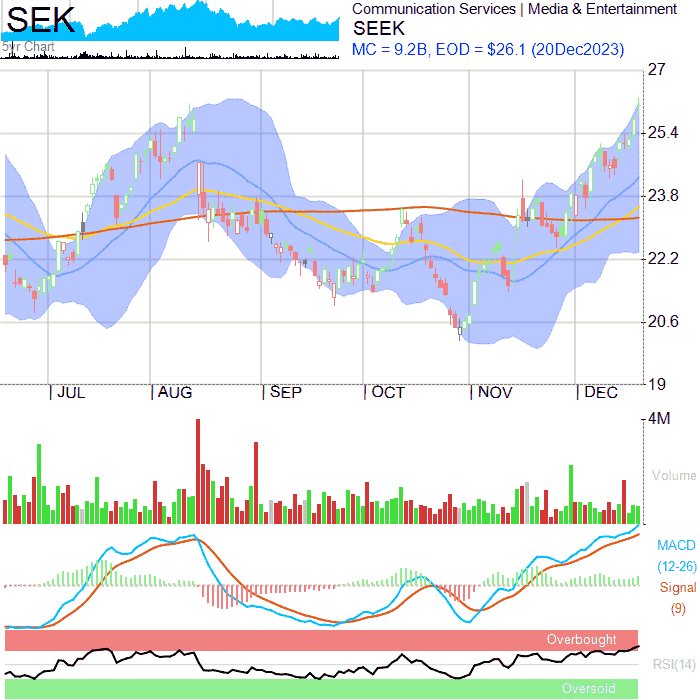 SEK
5yr Chart
Communication Services | Media & Entertainment
SEEK
MC = 9.2B, EOD = $26.1 (20Dec2023)
27
25.4
23.8
22.2
20.6
19
JUL AUG SEP OCT NOV DEC
4M
Volume
MACD
(12-26)
Signal
(9)
Overbought
RSI(14)
Oversold